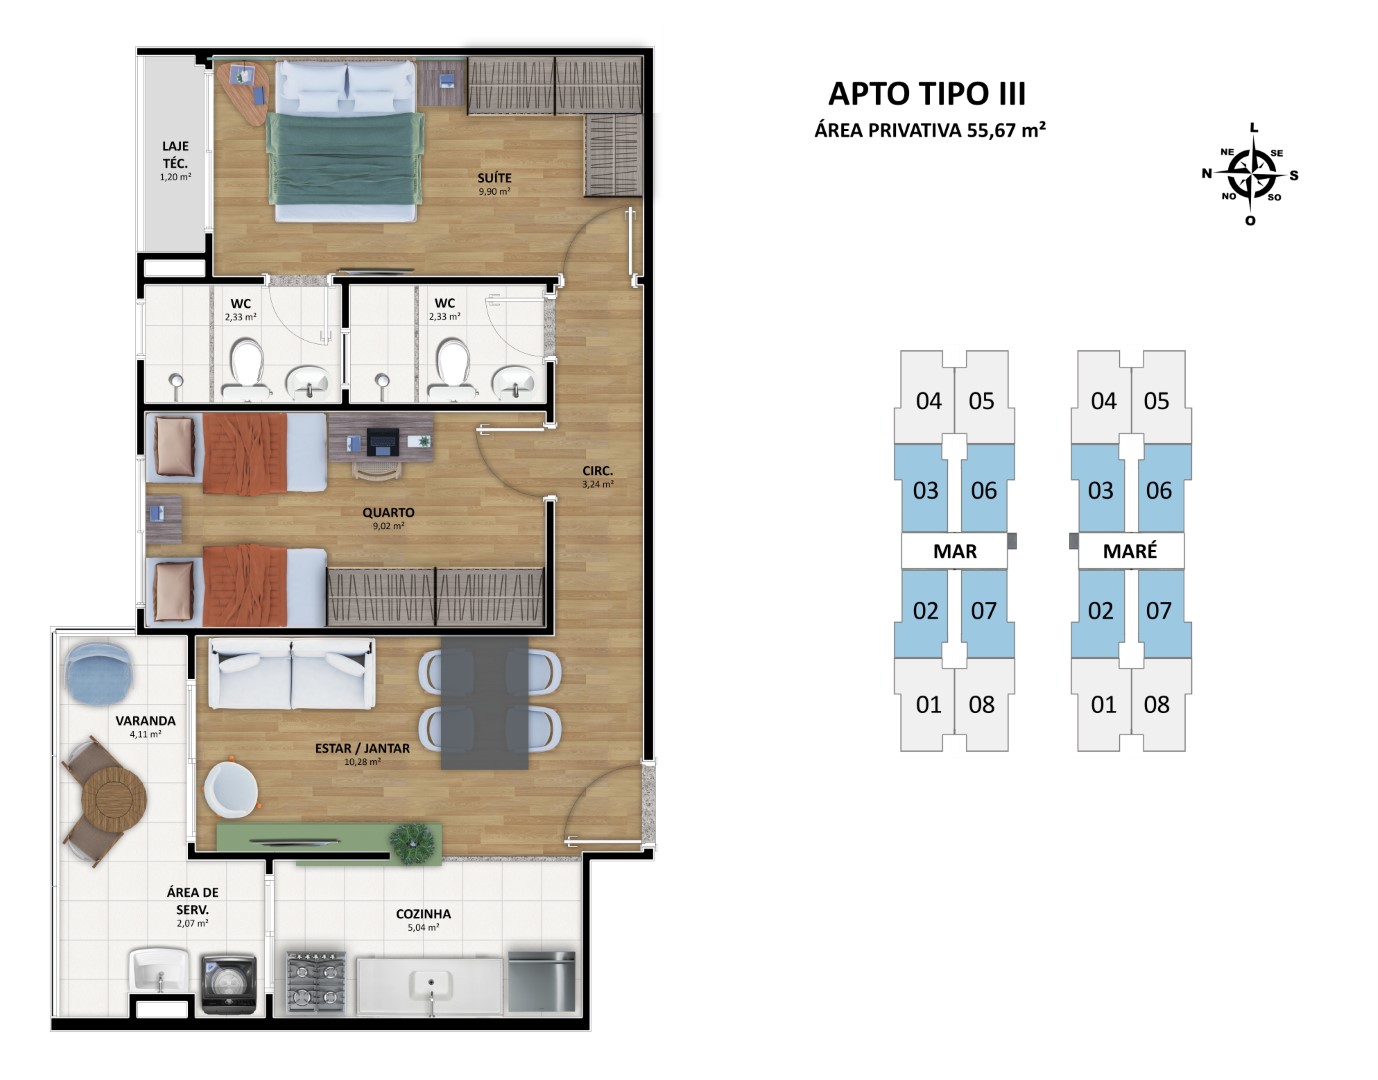 APTO TIPO III
ÁREA PRIVATIVA 55,67 m²
L
NE
SE
N
S
NO
SO
O
LAJE
TÉC.
1,20 m²
SUÍTE
9,90 m²
WC
2,33 m²
WC
2,33 m²
CIRC.
3,24 m²
QUARTO
9,02 m²
VARANDA
4,11 m²
ESTAR / JANTAR
10,28 m²
ÁREA DE
SERV.
2,07 m²
COZINHA
5,04 m²
04 05
03 06
MAR
02 07
01 08
04 05
03 06
MARÉ
02 07
01 08